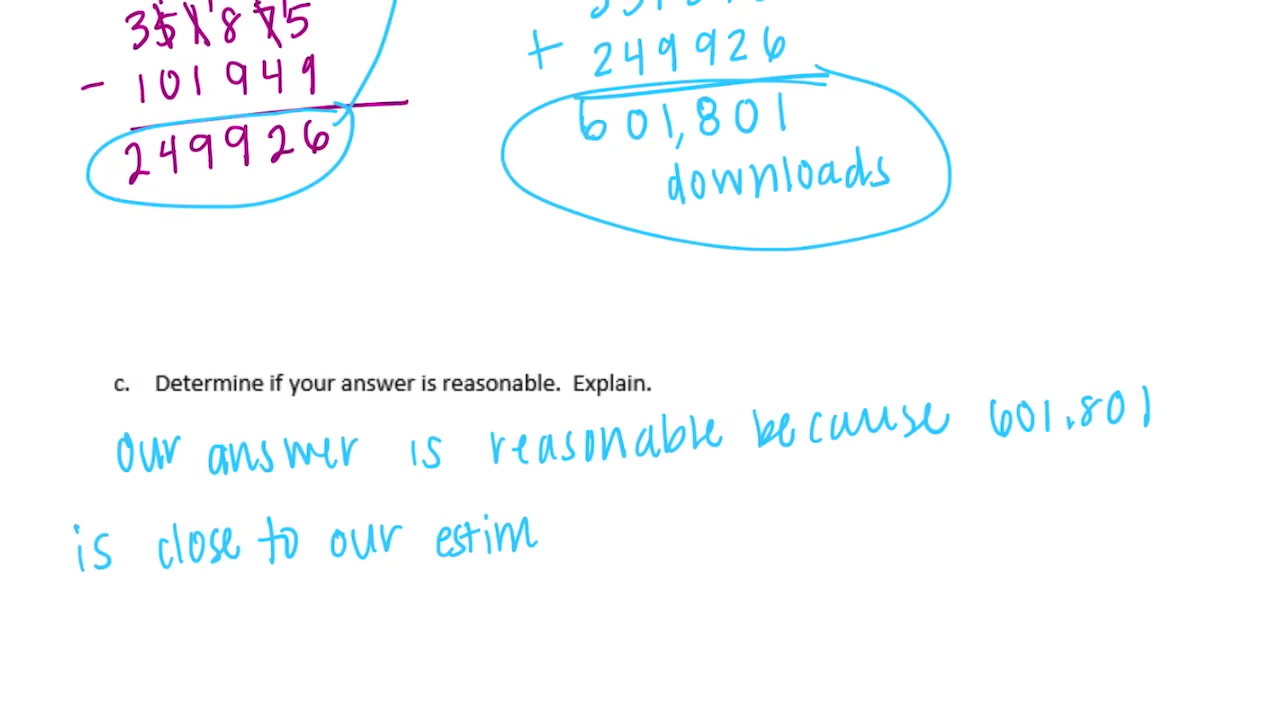 351875
- 101949
249926
+ 249926
601,801
downloads
c. Determine if your answer is reasonable. Explain.
our answer is reasonable because 601,801
is close to our estim